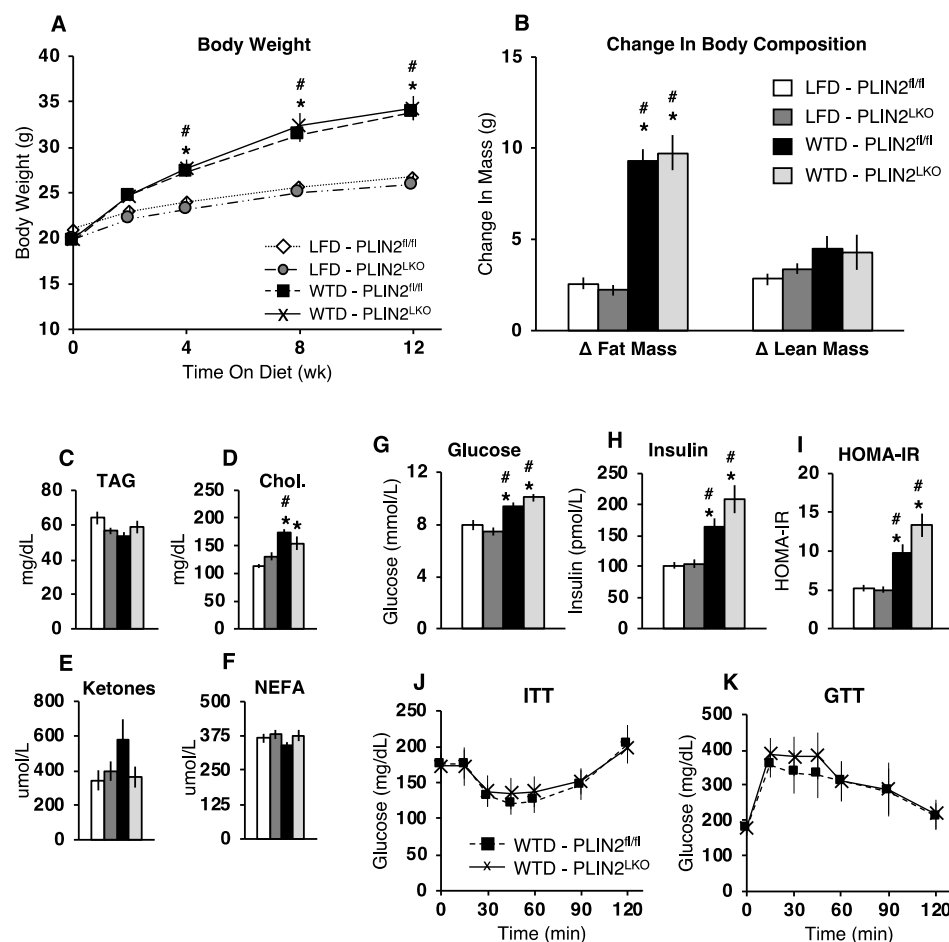 A
Body Weight
Body Weight (g)
40
35
30
25
20
15
10
#
*
#
*
#
*
LFD - PLIN2fl/fl
LFD - PLIN2LKO
WTD - PLIN2fl/fl
WTD - PLIN2LKO
0
4
8
12
Time On Diet (wk)
B
Change In Body Composition
Change In Mass (g)
15
10
5
0
#
*
#
*
LFD - PLIN2fl/fl
LFD - PLIN2LKO
WTD - PLIN2fl/fl
WTD - PLIN2LKO
Δ Fat Mass
Δ Lean Mass
C
TAG
mg/dL
80
60
40
20
0
D
Chol.
mg/dL
250
200
150
100
50
0
#
*
*
E
Ketones
umol/L
800
600
400
200
0
F
NEFA
umol/L
375
250
125
0
500
G
Glucose
Glucose (mmol/L)
12
8
4
0
#
*
#
*
H
Insulin
Insulin (pmol/L)
250
200
150
100
50
0
#
*
#
*
I
HOMA-IR
HOMA-IR
20
15
10
5
0
#
*
#
*
J
ITT
Glucose (mg/dL)
250
200
150
100
50
0
WTD - PLIN2fl/fl
WTD - PLIN2LKO
0
30
60
90
120
Time (min)
K
GTT
Glucose (mg/dL)
500
400
300
200
100
0
0
30
60
90
120
Time (min)